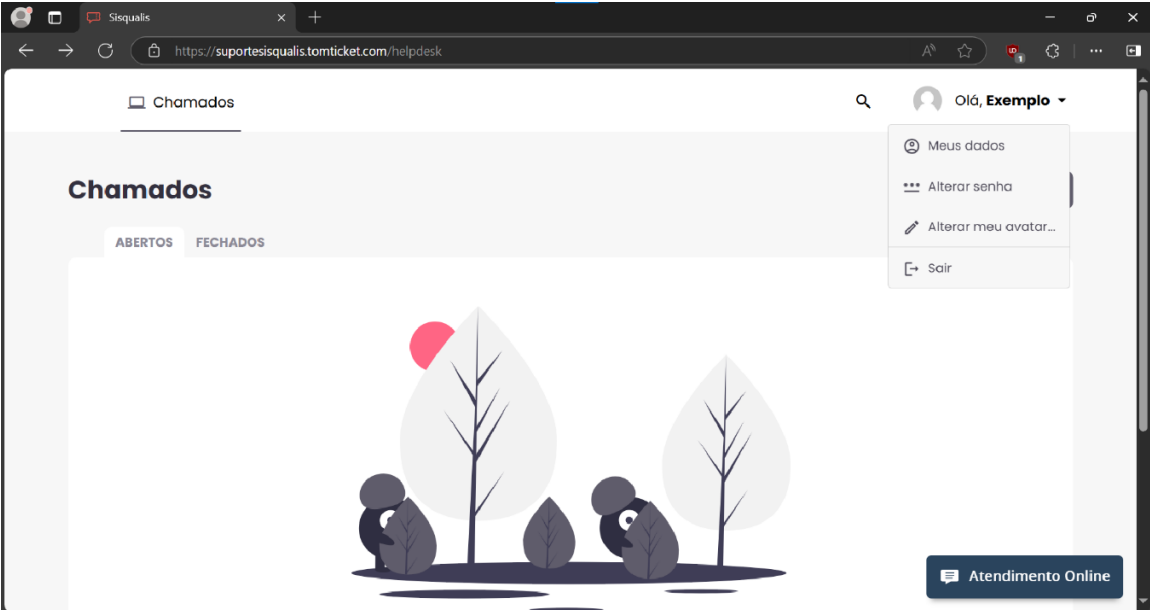 Sisqualis
https://suportesisqualis.tomticket.com/helpdesk
1
Chamados
Olá, Exemplo
Meus dados
Alterar senha
Alterar meu avatar...
Sair
Chamados
ABERTOS FECHADOS
Atendimento Online